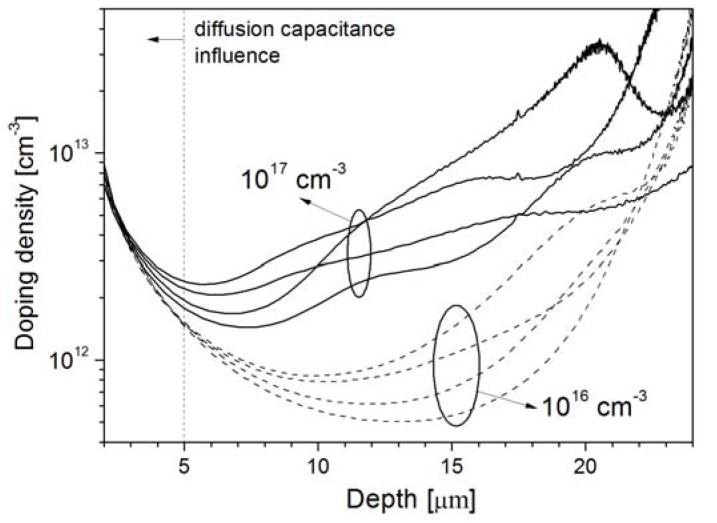 diffusion capacitance
influence
10¹³
10¹⁷ cm⁻³
Doping density [cm⁻³]
10¹²
10¹⁶ cm⁻³
5 10 15 20
Depth [μm]